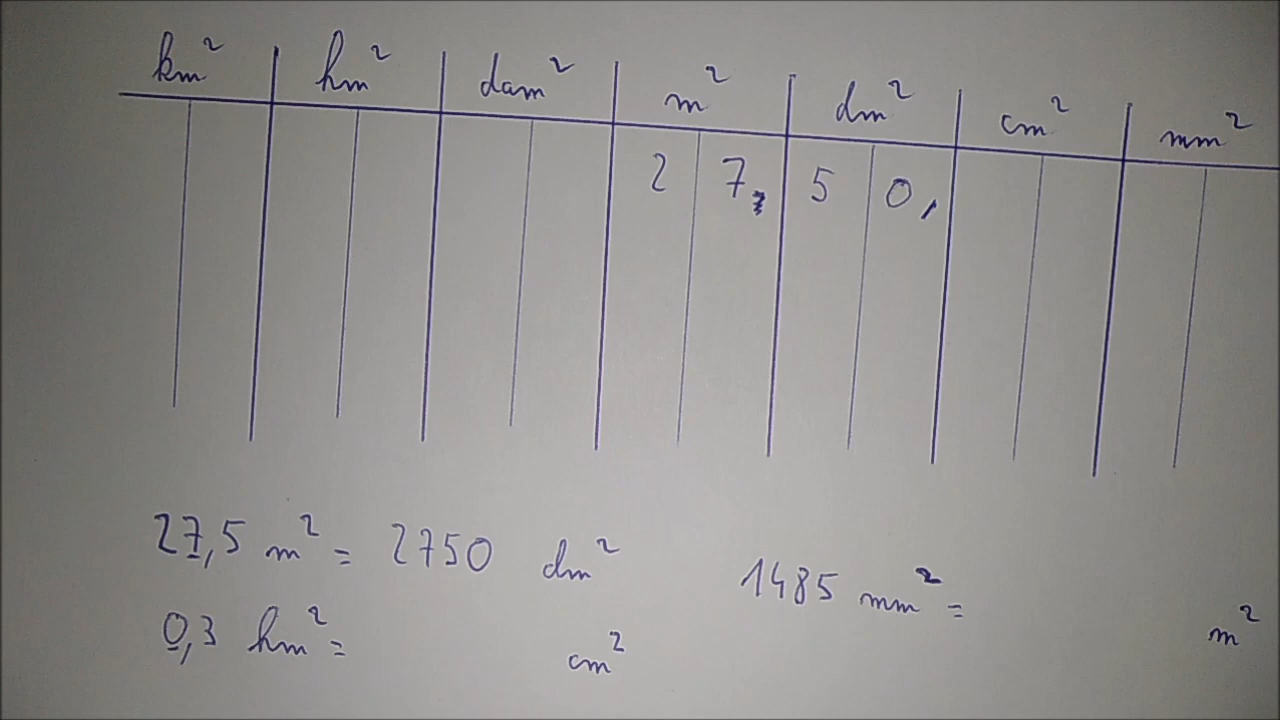 km² hm² dam² m² dm² cm² mm²
2 7, 5 0,
27,5 m² = 2750 dm²
1485 mm² = m²
0,3 hm² = cm²